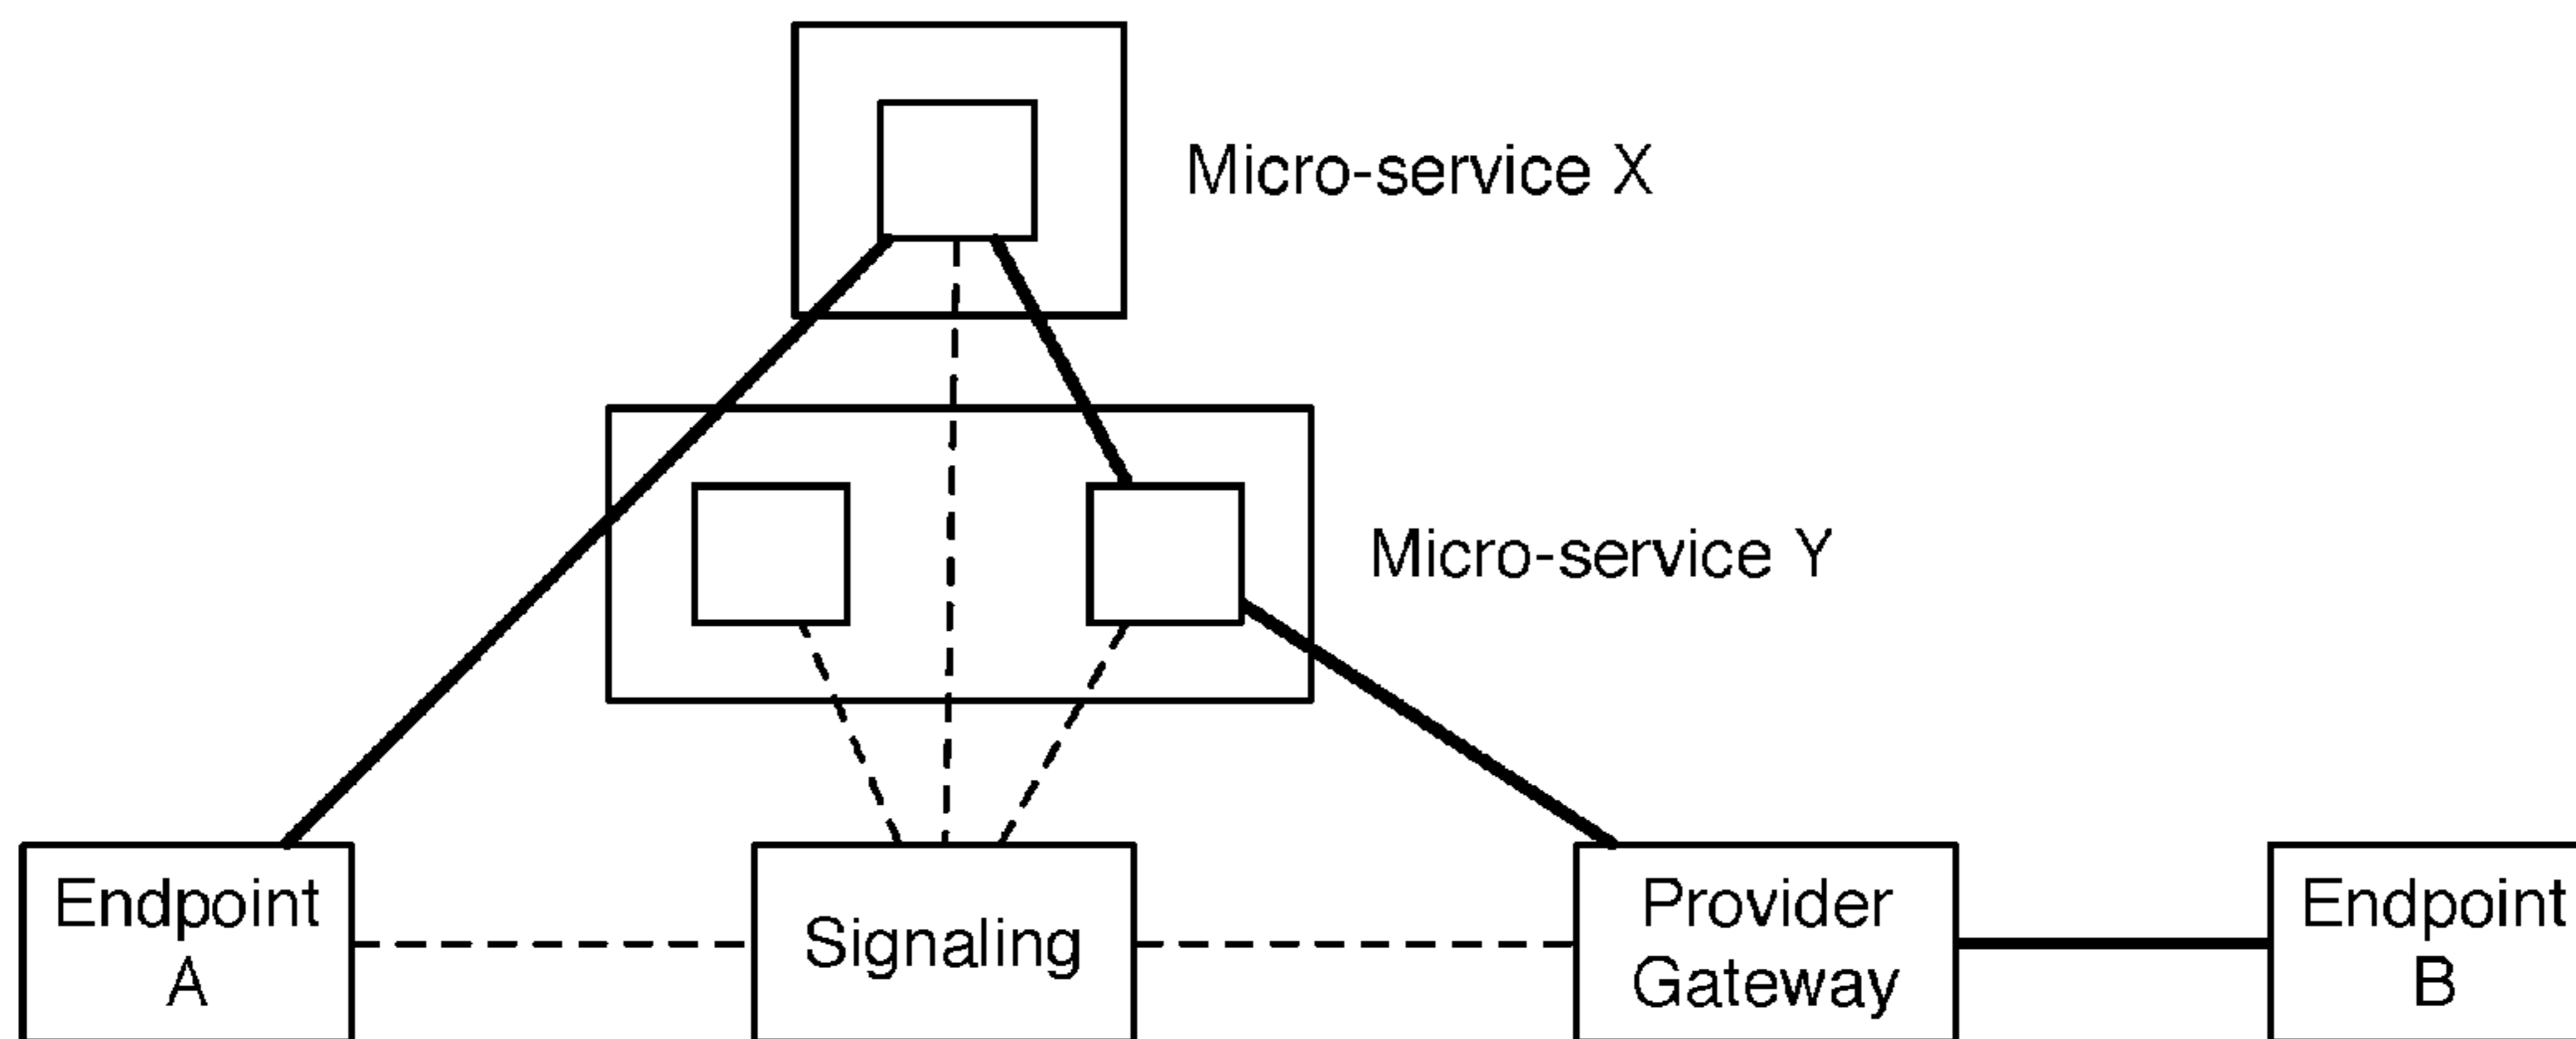 Micro-service X
Micro-service Y
Endpoint
A
Signaling
Provider
Gateway
Endpoint
B